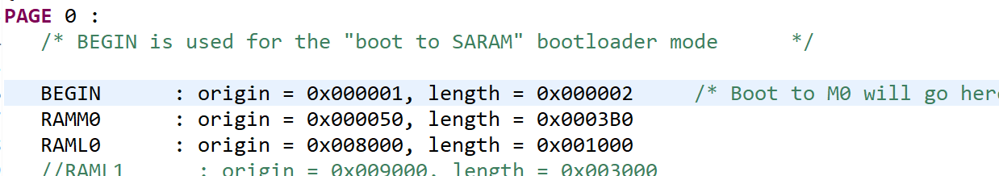 PAGE 0 :
/* BEGIN is used for the "boot to SARAM" bootloader mode      */
BEGIN      : origin = 0x000001, length = 0x000002     /* Boot to M0 will go here
RAMM0      : origin = 0x000050, length = 0x0003B0
RAML0      : origin = 0x008000, length = 0x001000
//RAML1      : origin = 0x009000, length = 0x003000